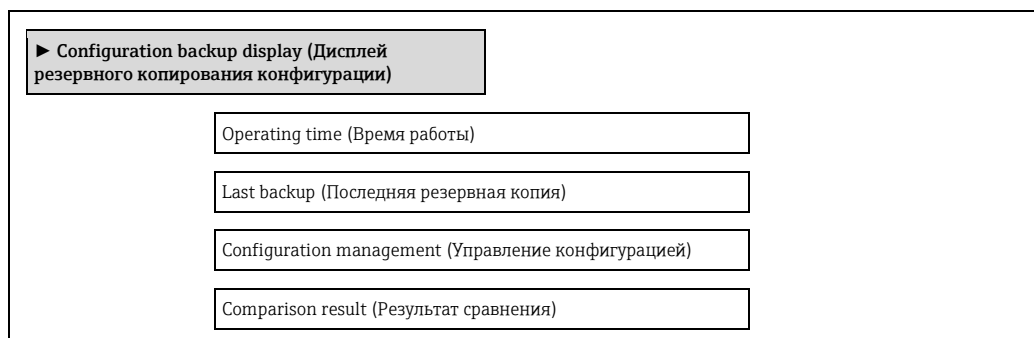 ► Configuration backup display (Дисплей
резервного копирования конфигурации)
Operating time (Время работы)
Last backup (Последняя резервная копия)
Configuration management (Управление конфигурацией)
Comparison result (Результат сравнения)